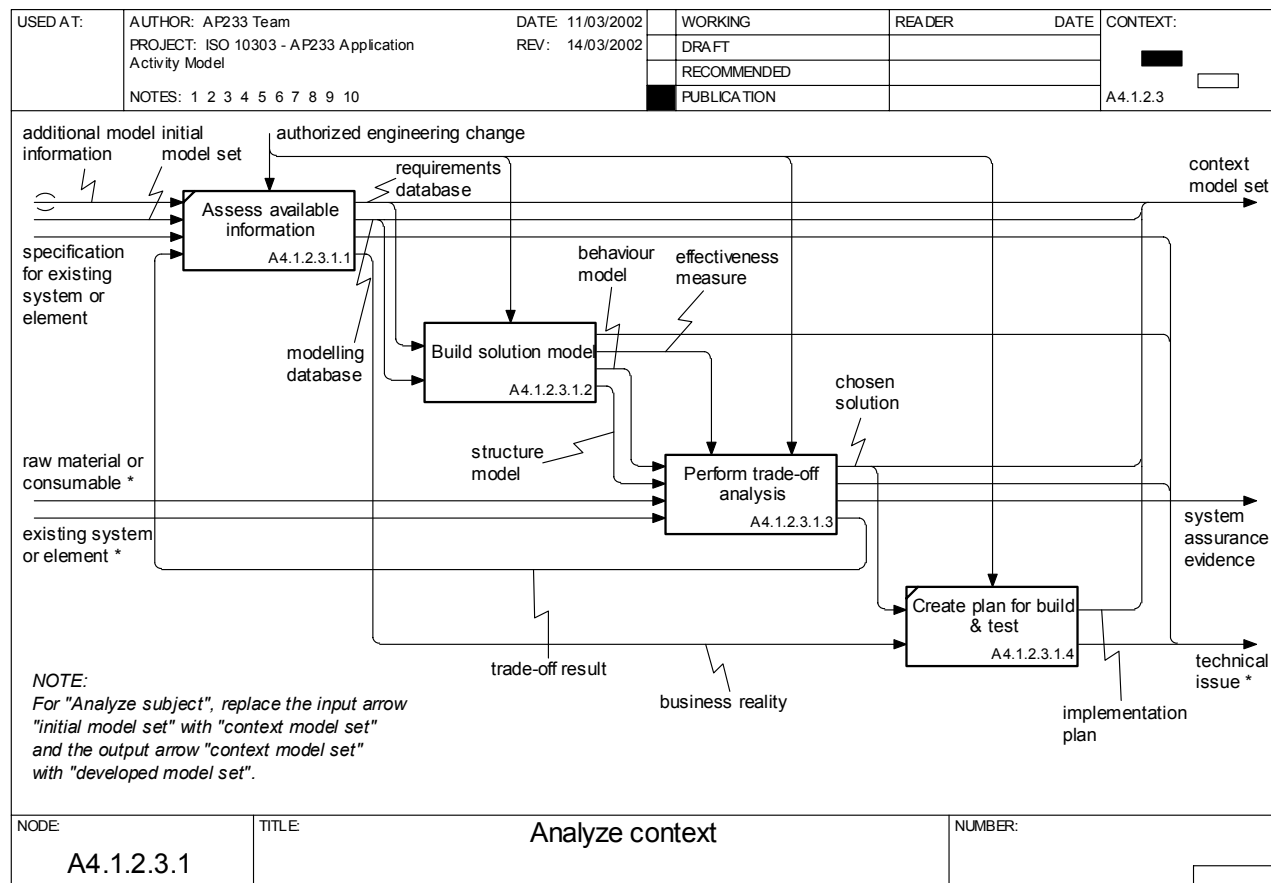 USED AT:
AUTHOR: AP233 Team
DATE: 11/03/2002
PROJECT: ISO 10303 - AP233 Application
Activity Model
REV: 14/03/2002
NOTES: 1 2 3 4 5 6 7 8 9 10
WORKING
DRAFT
RECOMMENDED
PUBLICATION
READER
DATE
CONTEXT:
A4.1.2.3
additional model
information
initial
model set
authorized engineering change
requirements
database
context
model set
Assess available
information
A4.1.2.3.1.1
specification
for existing
system or
element
behaviour
model
effectiveness
measure
modelling
database
Build solution model
A4.1.2.3.1.2
chosen
solution
structure
model
raw material or
consumable *
Perform trade-off
analysis
A4.1.2.3.1.3
existing system
or element *
system
assurance
evidence
Create plan for build
& test
A4.1.2.3.1.4
trade-off result
business reality
technical
issue *
implementation
plan
NOTE:
For "Analyze subject", replace the input arrow
"initial model set" with "context model set"
and the output arrow "context model set"
with "developed model set".
NODE:
A4.1.2.3.1
TITLE:
Analyze context
NUMBER: